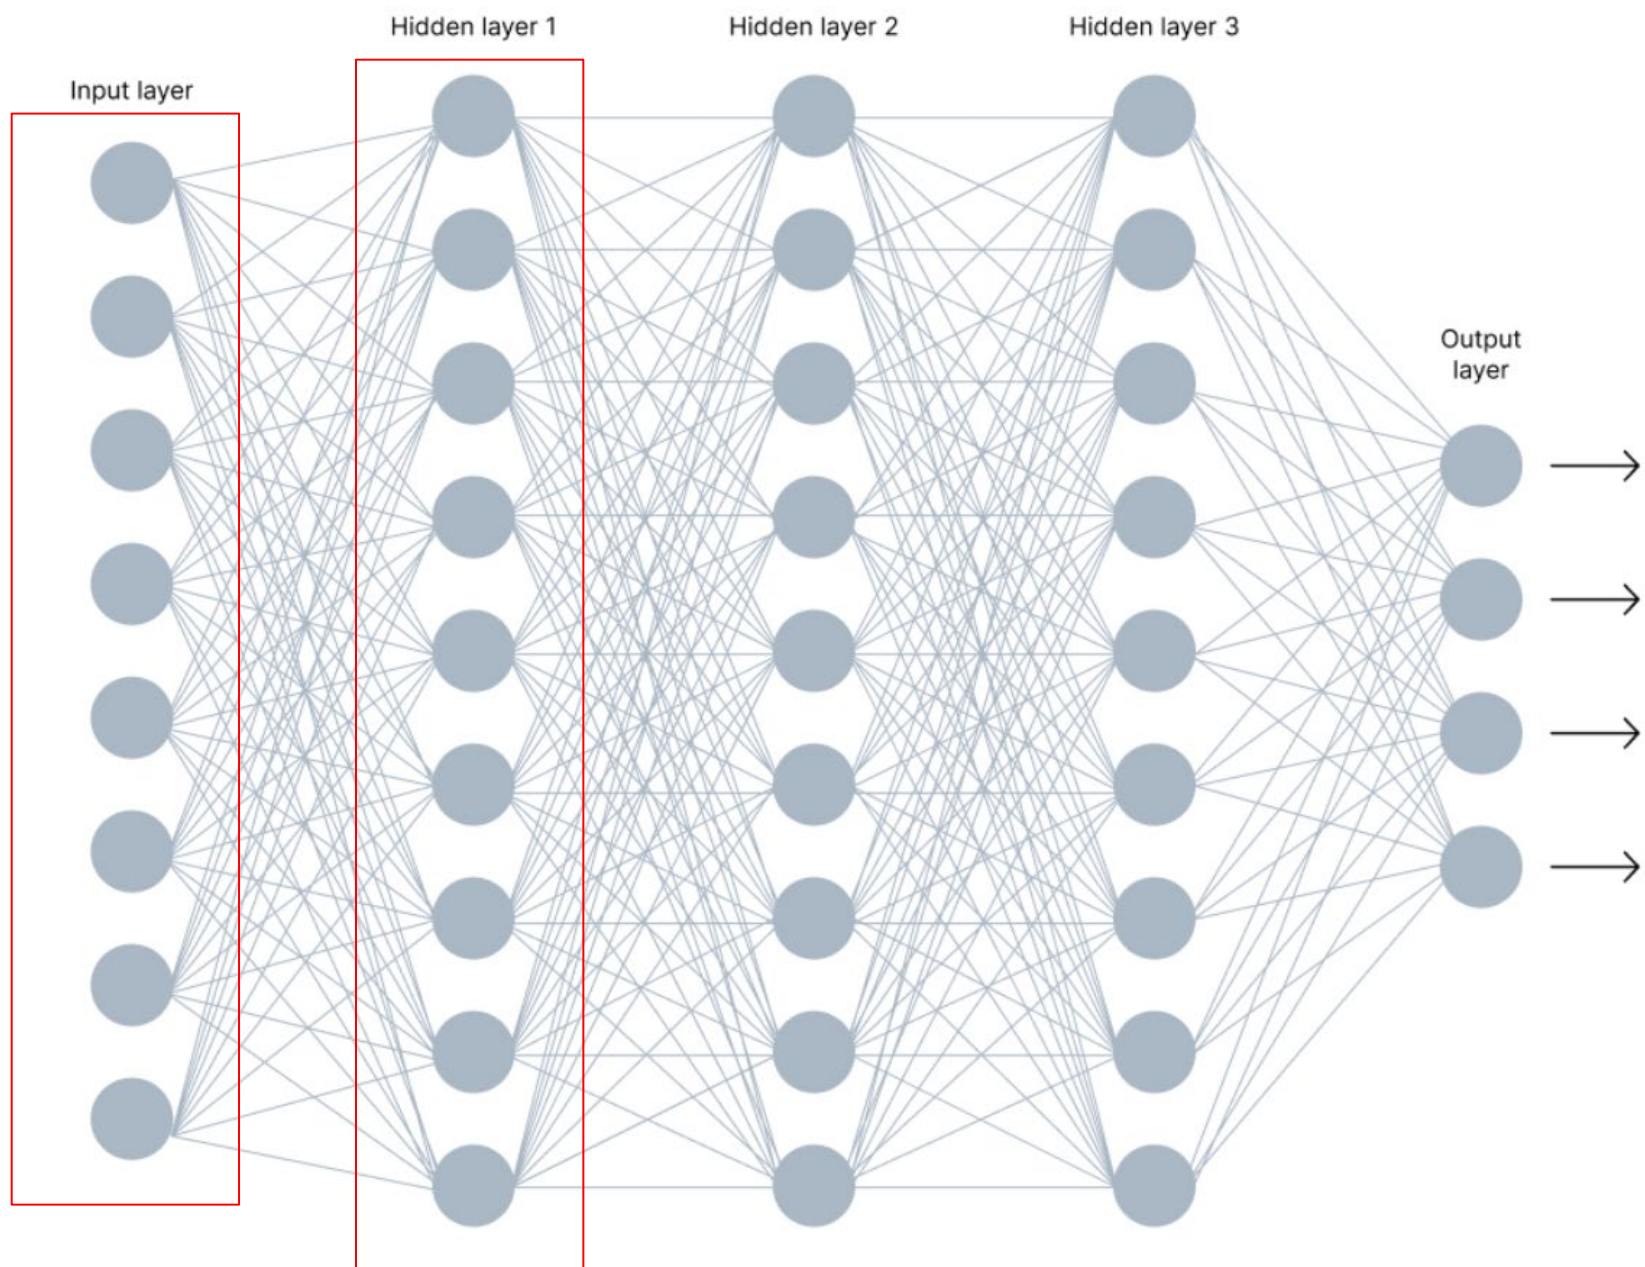 Hidden layer 1
Hidden layer 2
Hidden layer 3
Input layer
Output
layer